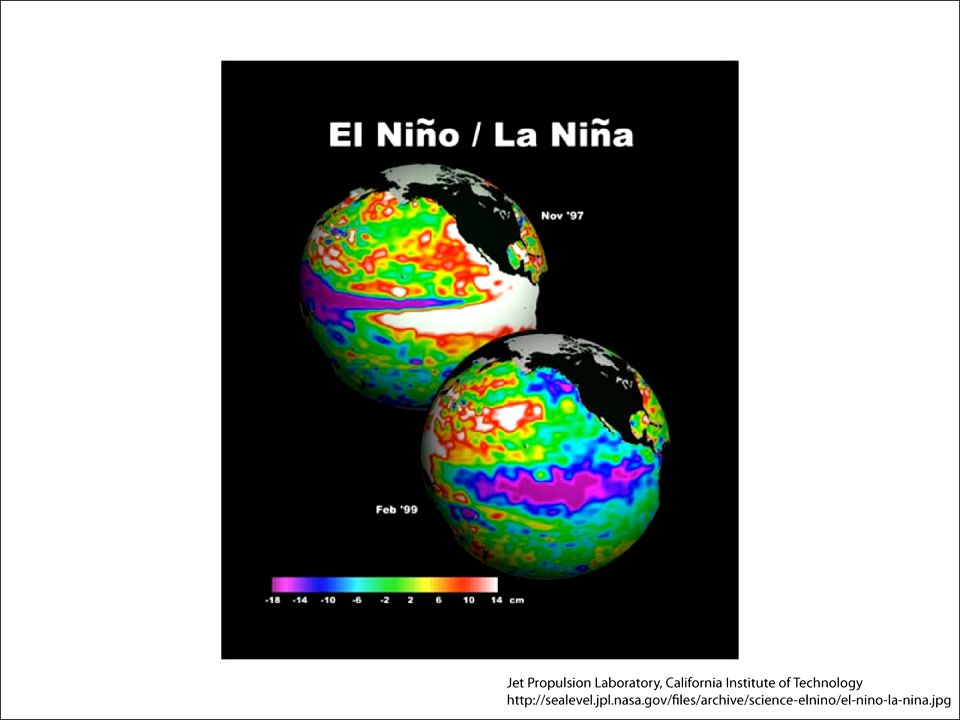 El Niño / La Niña
Nov '97
Feb '99
-18 -14 -10 -6 -2 2 6 10 14 cm
Jet Propulsion Laboratory, California Institute of Technology
http://sealevel.jpl.nasa.gov/files/archive/science-elnino/el-nino-la-nina.jpg